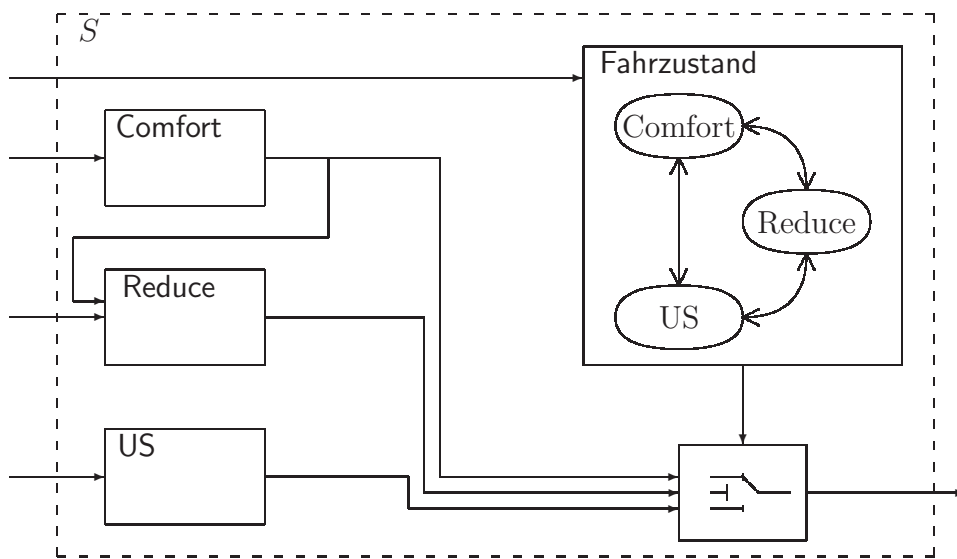 S
Fahrzustand
Comfort
Comfort
Reduce
Reduce
US
US